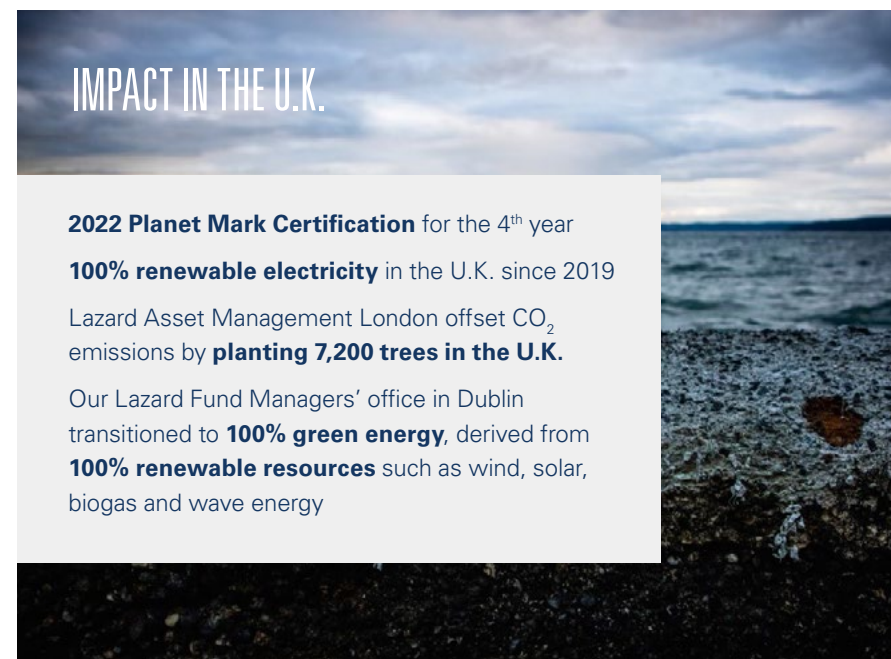 IMPACT IN THE U.K.
2022 Planet Mark Certification for the 4th year
100% renewable electricity in the U.K. since 2019
Lazard Asset Management London offset CO2
emissions by planting 7,200 trees in the U.K.
Our Lazard Fund Managers’ office in Dublin
transitioned to 100% green energy, derived from
100% renewable resources such as wind, solar,
biogas and wave energy